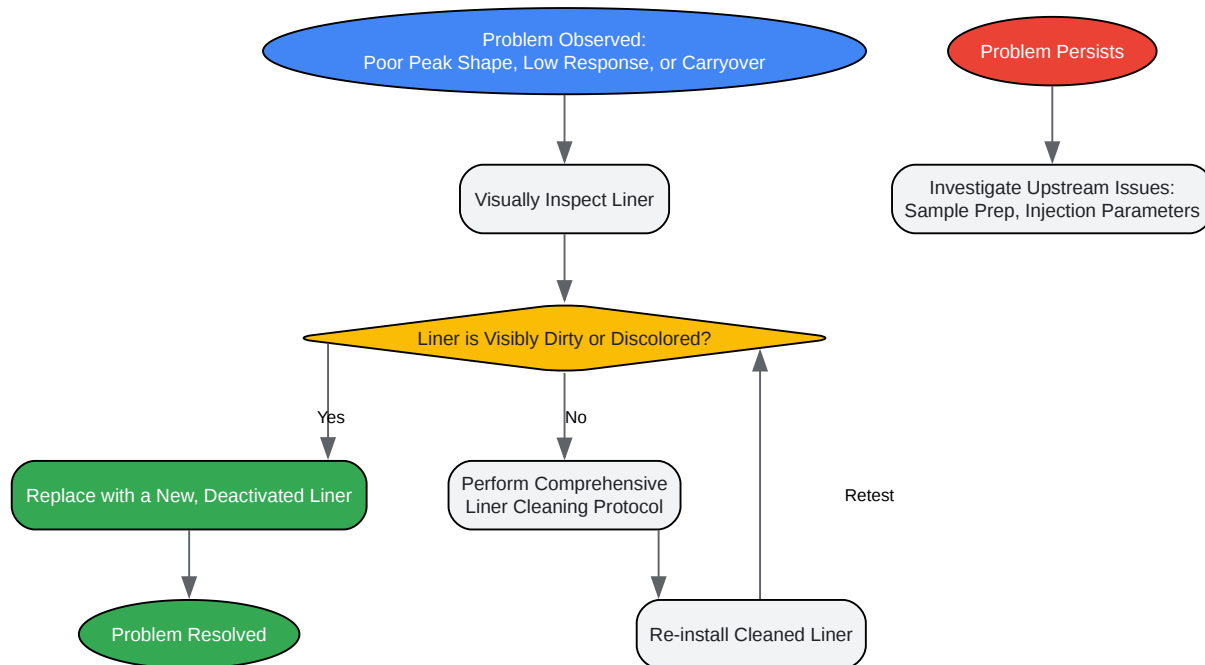 Problem Observed:
Poor Peak Shape, Low Response, or Carryover
Problem Persists
Visually Inspect Liner
Investigate Upstream Issues:
Sample Prep, Injection Parameters
Liner is Visibly Dirty or Discolored?
Yes
No
Replace with a New, Deactivated Liner
Perform Comprehensive
Liner Cleaning Protocol
Retest
Problem Resolved
Re-install Cleaned Liner